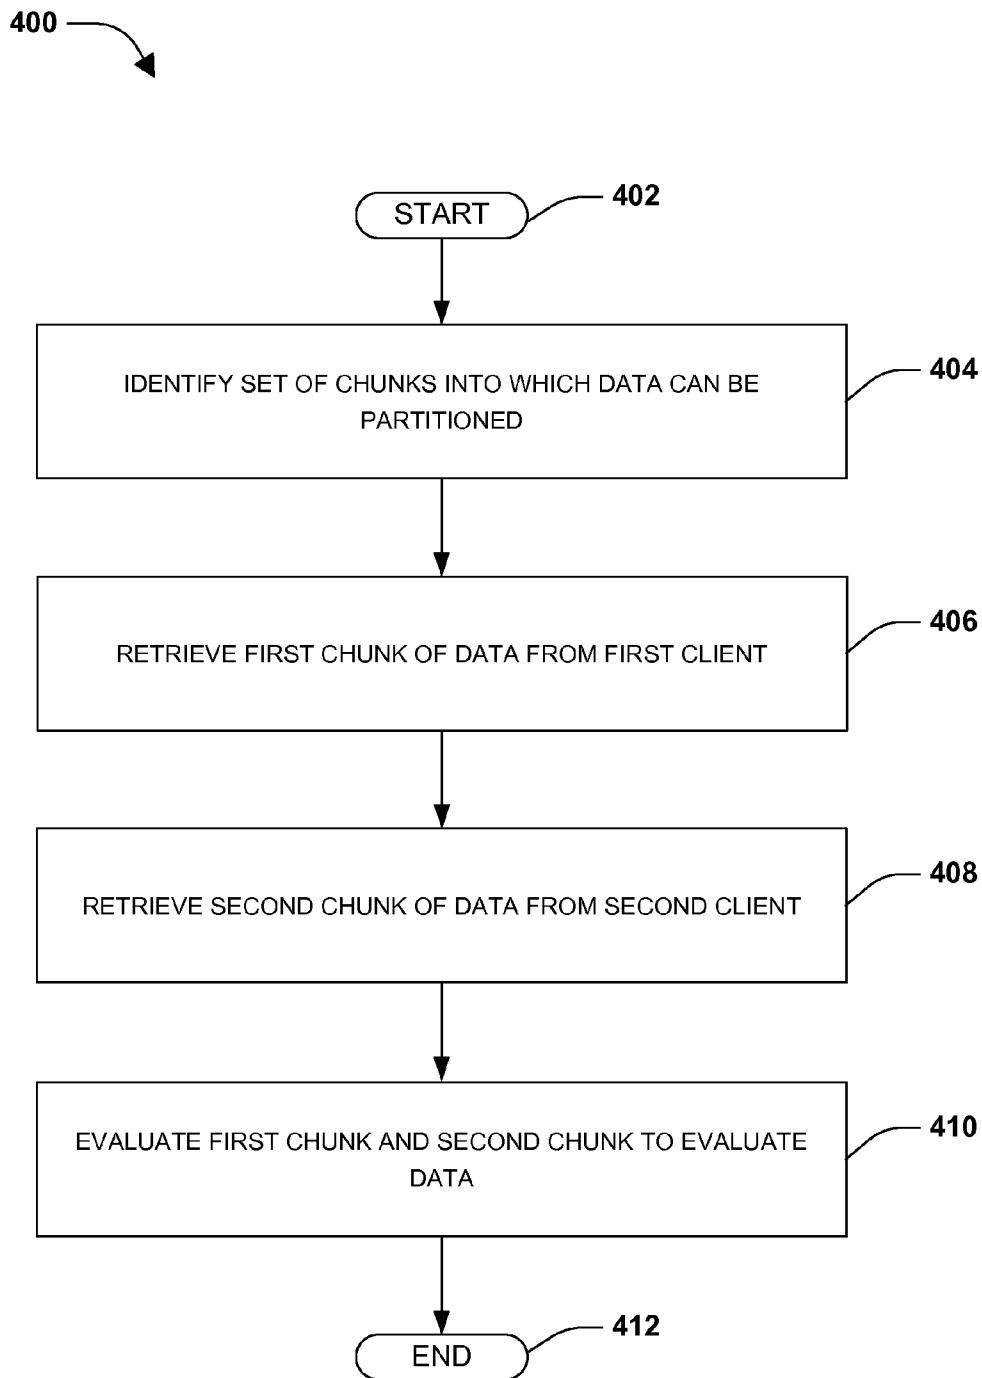 400
START
402
IDENTIFY SET OF CHUNKS INTO WHICH DATA CAN BE
PARTITIONED
404
RETRIEVE FIRST CHUNK OF DATA FROM FIRST CLIENT
406
RETRIEVE SECOND CHUNK OF DATA FROM SECOND CLIENT
408
EVALUATE FIRST CHUNK AND SECOND CHUNK TO EVALUATE
DATA
410
END
412